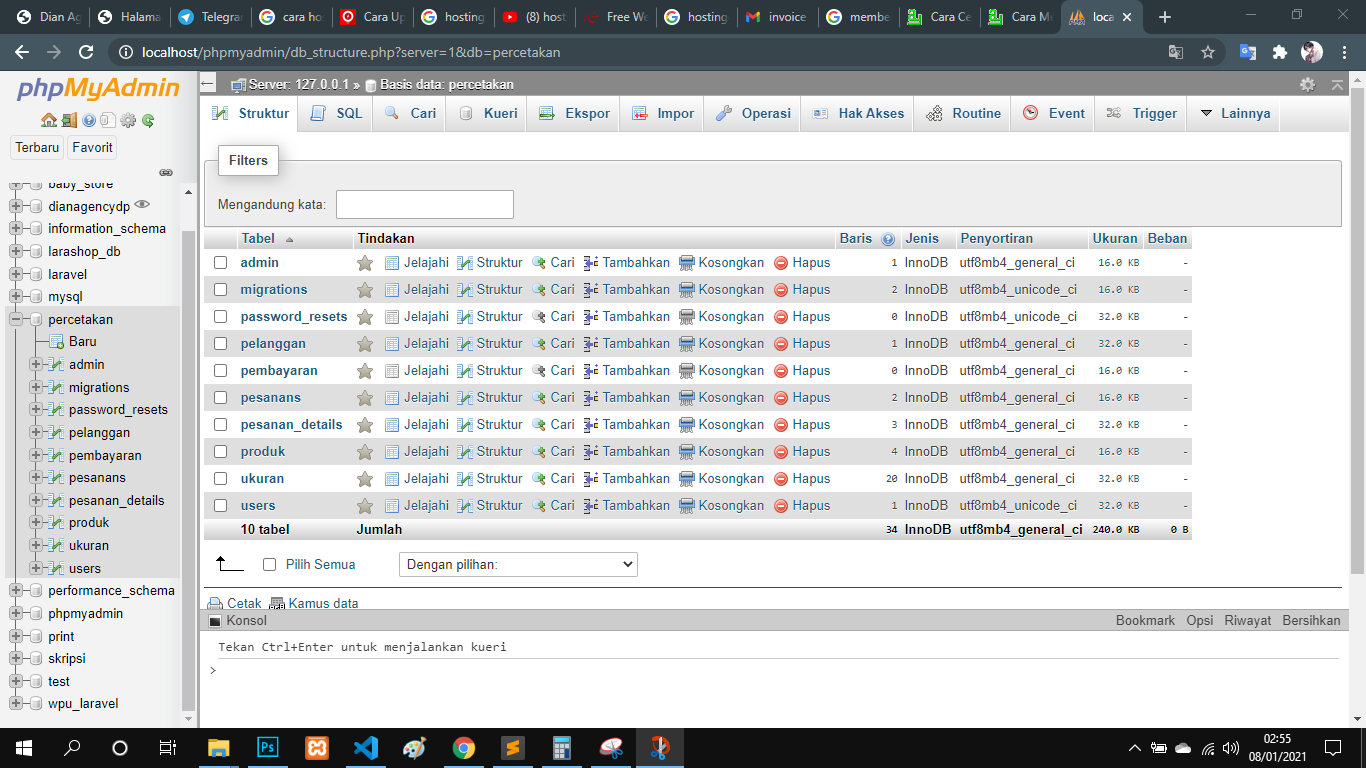 Dian Ag
Halama
Telegrar
cara ho
Cara Up
hosting
(8) host
Free We
hosting
invoice
membe
Cara Ce
Cara M
loca
localhost/phpmyadmin/db_structure.php?server=1&db=percetakan
phpMyAdmin
Terbaru Favorit
baby_store
dianagencydp
information_schema
larashop_db
laravel
mysql
percetakan
Baru
admin
migrations
password_resets
pelanggan
pembayaran
pesanans
pesanan_details
produk
ukuran
users
performance_schema
phpmyadmin
print
skripsi
test
wpu_laravel
Server: 127.0.0.1 » Basis data: percetakan
Struktur SQL Cari Kueri Ekspor Impor Operasi Hak Akses Routine Event Trigger Lainnya
Filters
Mengandung kata:
Tabel Tindakan Baris Jenis Penyortiran Ukuran Beban
admin Jelajahi Struktur Cari Tambahkan Kosongkan Hapus 1 InnoDB utf8mb4_general_ci 16.0 KB -
migrations Jelajahi Struktur Cari Tambahkan Kosongkan Hapus 2 InnoDB utf8mb4_unicode_ci 16.0 KB -
password_resets Jelajahi Struktur Cari Tambahkan Kosongkan Hapus 0 InnoDB utf8mb4_unicode_ci 32.0 KB -
pelanggan Jelajahi Struktur Cari Tambahkan Kosongkan Hapus 1 InnoDB utf8mb4_general_ci 32.0 KB -
pembayaran Jelajahi Struktur Cari Tambahkan Kosongkan Hapus 0 InnoDB utf8mb4_general_ci 16.0 KB -
pesanans Jelajahi Struktur Cari Tambahkan Kosongkan Hapus 2 InnoDB utf8mb4_general_ci 16.0 KB -
pesanan_details Jelajahi Struktur Cari Tambahkan Kosongkan Hapus 3 InnoDB utf8mb4_general_ci 32.0 KB -
produk Jelajahi Struktur Cari Tambahkan Kosongkan Hapus 4 InnoDB utf8mb4_general_ci 16.0 KB -
ukuran Jelajahi Struktur Cari Tambahkan Kosongkan Hapus 20 InnoDB utf8mb4_general_ci 32.0 KB -
users Jelajahi Struktur Cari Tambahkan Kosongkan Hapus 1 InnoDB utf8mb4_unicode_ci 32.0 KB -
10 tabel Jumlah 34 InnoDB utf8mb4_general_ci 240.0 KB 0 B
Pilih Semua Dengan pilihan:
Cetak Kamus data
Konsol Bookmark Opsi Riwayat Bersihkan
Tekan Ctrl+Enter untuk menjalankan kueri
>
Ps
02:55
08/01/2021